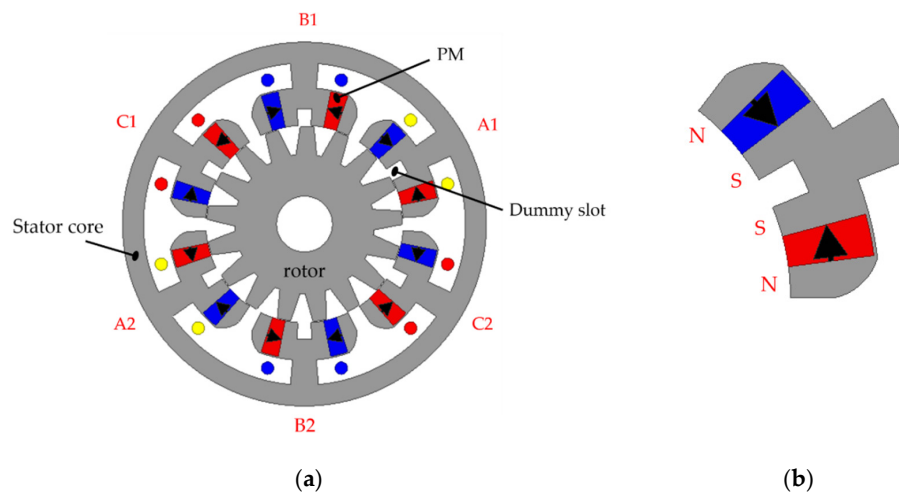 B1
PM
C1
A1
N
S
Dummy slot
S
Stator core
rotor
N
A2
C2
B2
(a)
(b)